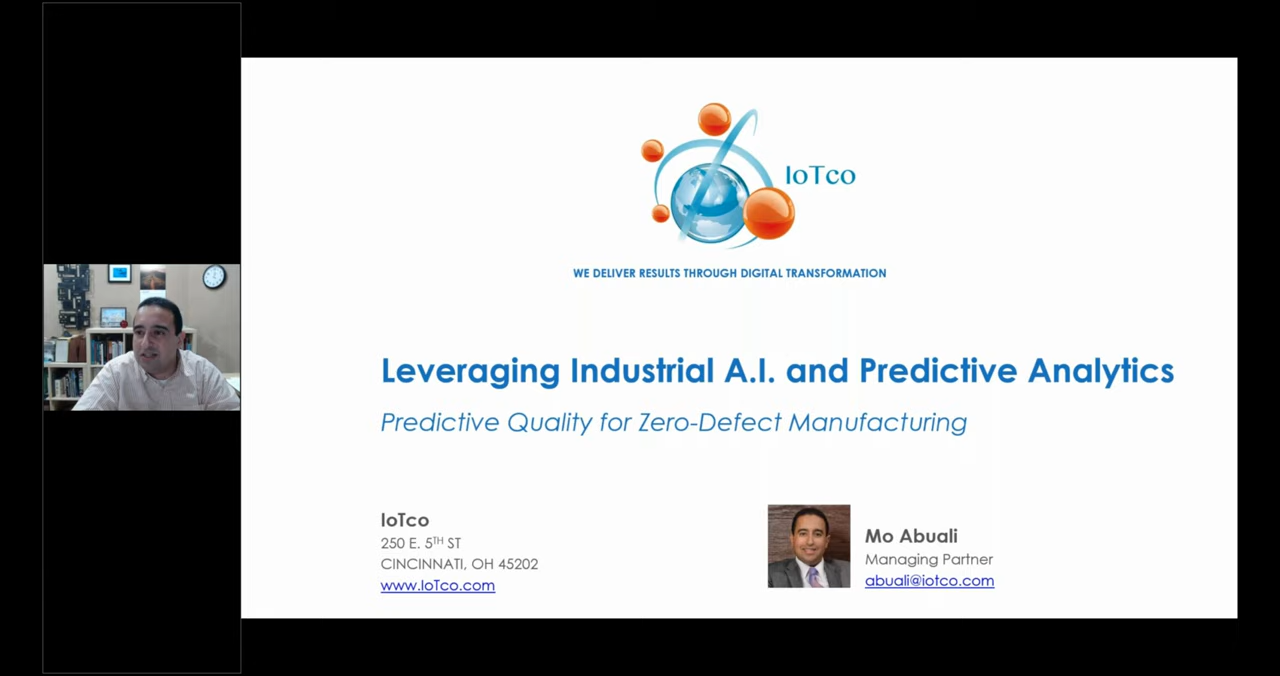 IoTco
WE DELIVER RESULTS THROUGH DIGITAL TRANSFORMATION
Leveraging Industrial A.I. and Predictive Analytics
Predictive Quality for Zero-Defect Manufacturing
IoTco
250 E. 5TH ST
CINCINNATI, OH 45202
www.IoTco.com
Mo Abuali
Managing Partner
abuali@iotco.com